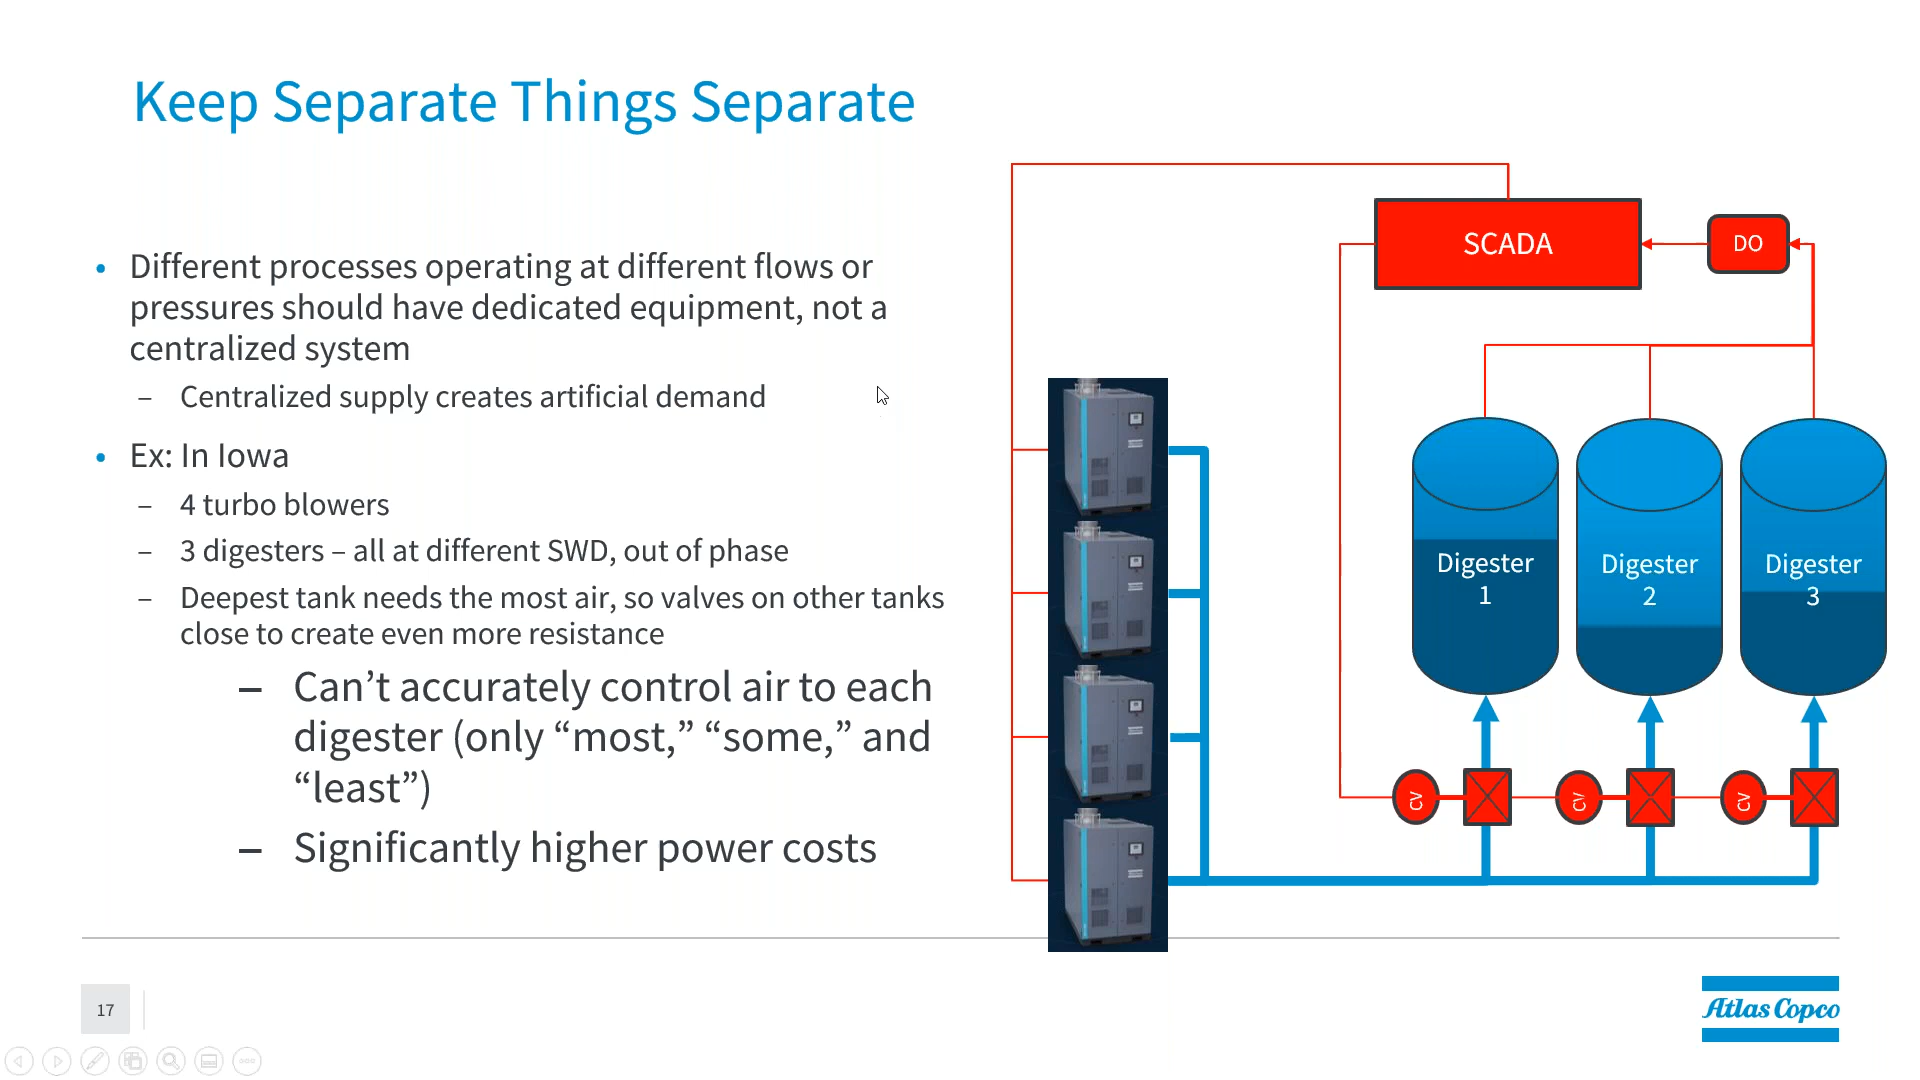 Keep Separate Things Separate
• Different processes operating at different flows or
pressures should have dedicated equipment, not a
centralized system
– Centralized supply creates artificial demand
• Ex: In Iowa
– 4 turbo blowers
– 3 digesters – all at different SWD, out of phase
– Deepest tank needs the most air, so valves on other tanks
close to create even more resistance
– Can’t accurately control air to each
digester (only “most,” “some,” and
“least”)
– Significantly higher power costs
SCADA
DO
Digester
1
Digester
2
Digester
3
CV
CV
CV
17
Atlas Copco